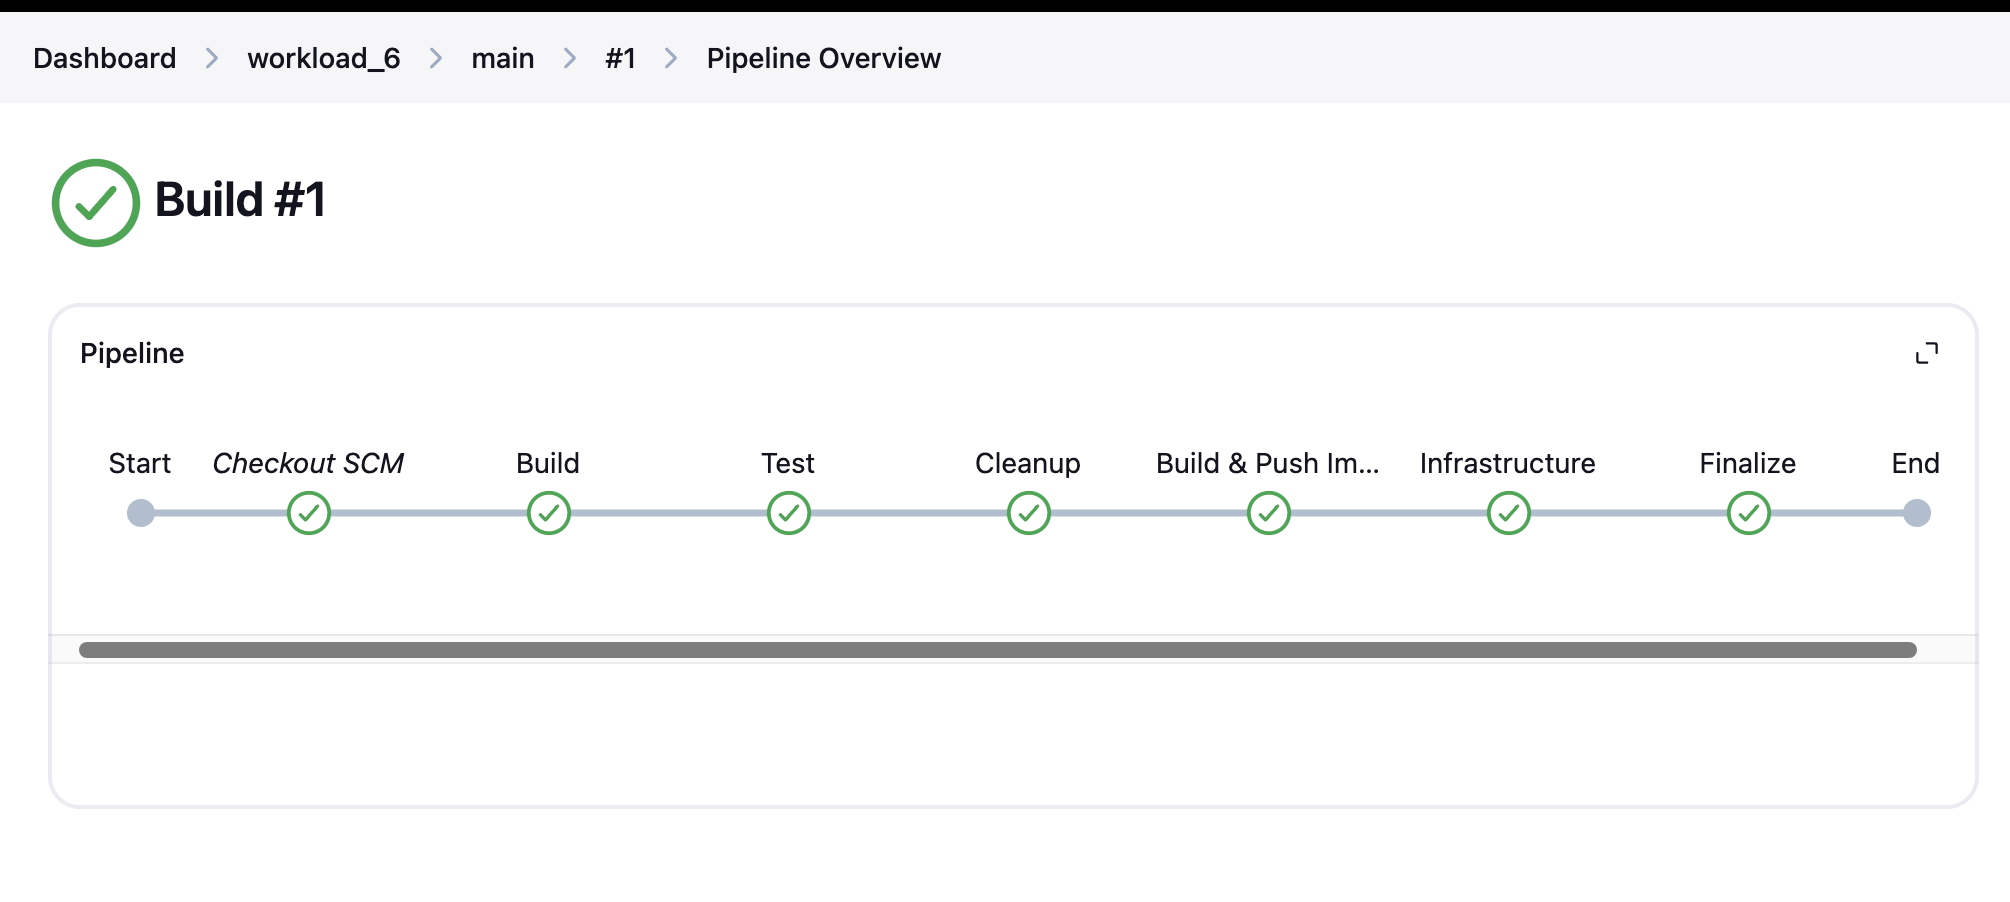 Dashboard > workload_6 > main > #1 > Pipeline Overview
Build #1
Pipeline
Start Checkout SCM Build Test Cleanup Build & Push Im... Infrastructure Finalize End